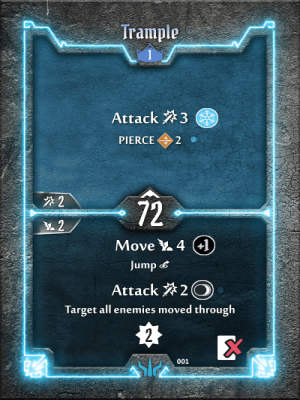 Trample
1
Attack 3
PIERCE 2
2
72
2
Move 4 +1
Jump
Attack 2
Target all enemies moved through
2
001